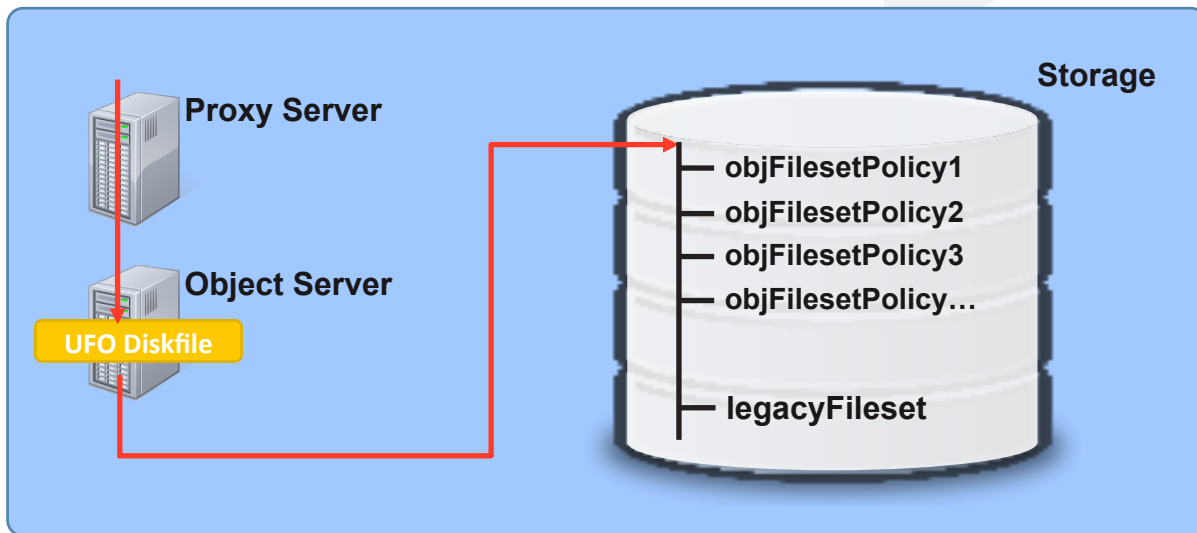 Storage
Proxy Server
objFilesetPolicy1
objFilesetPolicy2
objFilesetPolicy3
Object Server
objFilesetPolicy…
UFO Diskfile
legacyFileset